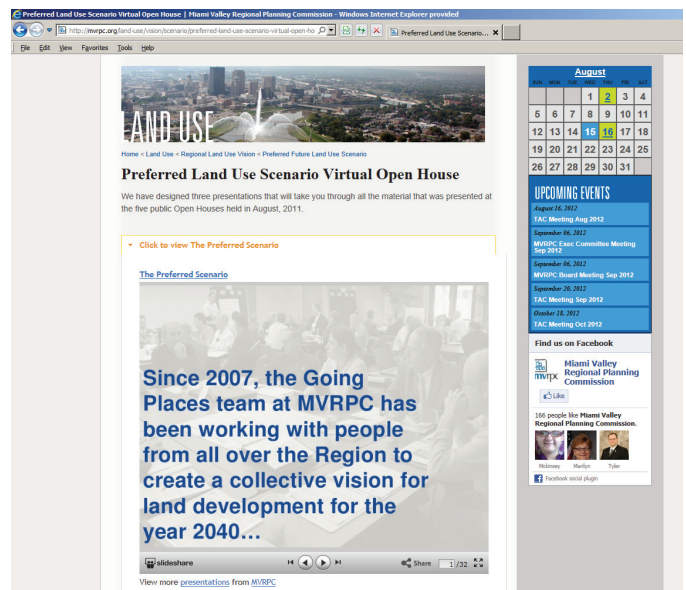 Preferred Land Use Scenario Virtual Open House | Miami Valley Regional Planning Commission - Windows Internet Explorer provided
http://mvrpc.org/land-use/vision/scenario/preferred-land-use-scenario-virtual-open-ho
Preferred Land Use Scenario... x
File Edit View Favorites Tools Help
LAND USE
Home < Land Use < Regional Land Use Vision < Preferred Future Land Use Scenario
Preferred Land Use Scenario Virtual Open House
We have designed three presentations that will take you through all the material that was presented at
the five public Open Houses held in August, 2011.
Click to view The Preferred Scenario
The Preferred Scenario
Since 2007, the Going
Places team at MVRPC has
been working with people
from all over the Region to
create a collective vision for
land development for the
year 2040...
slideshare
Share 1 /32
View more presentations from MVRPC
August
SUN MON TUE WED THU FRI SAT
1 2 3 4
5 6 7 8 9 10 11
12 13 14 15 16 17 18
19 20 21 22 23 24 25
26 27 28 29 30 31
UPCOMING EVENTS
August 16, 2012
TAC Meeting Aug 2012
September 06, 2012
MVRPC Exec Committee Meeting
Sep 2012
September 06, 2012
MVRPC Board Meeting Sep 2012
September 20, 2012
TAC Meeting Sep 2012
October 18, 2012
TAC Meeting Oct 2012
Find us on Facebook
mvrpc
Miami Valley
Regional Planning
Commission
Like
166 people like Miami Valley
Regional Planning Commission.
Mckinsey Marilyn Tyler
Facebook social plugin